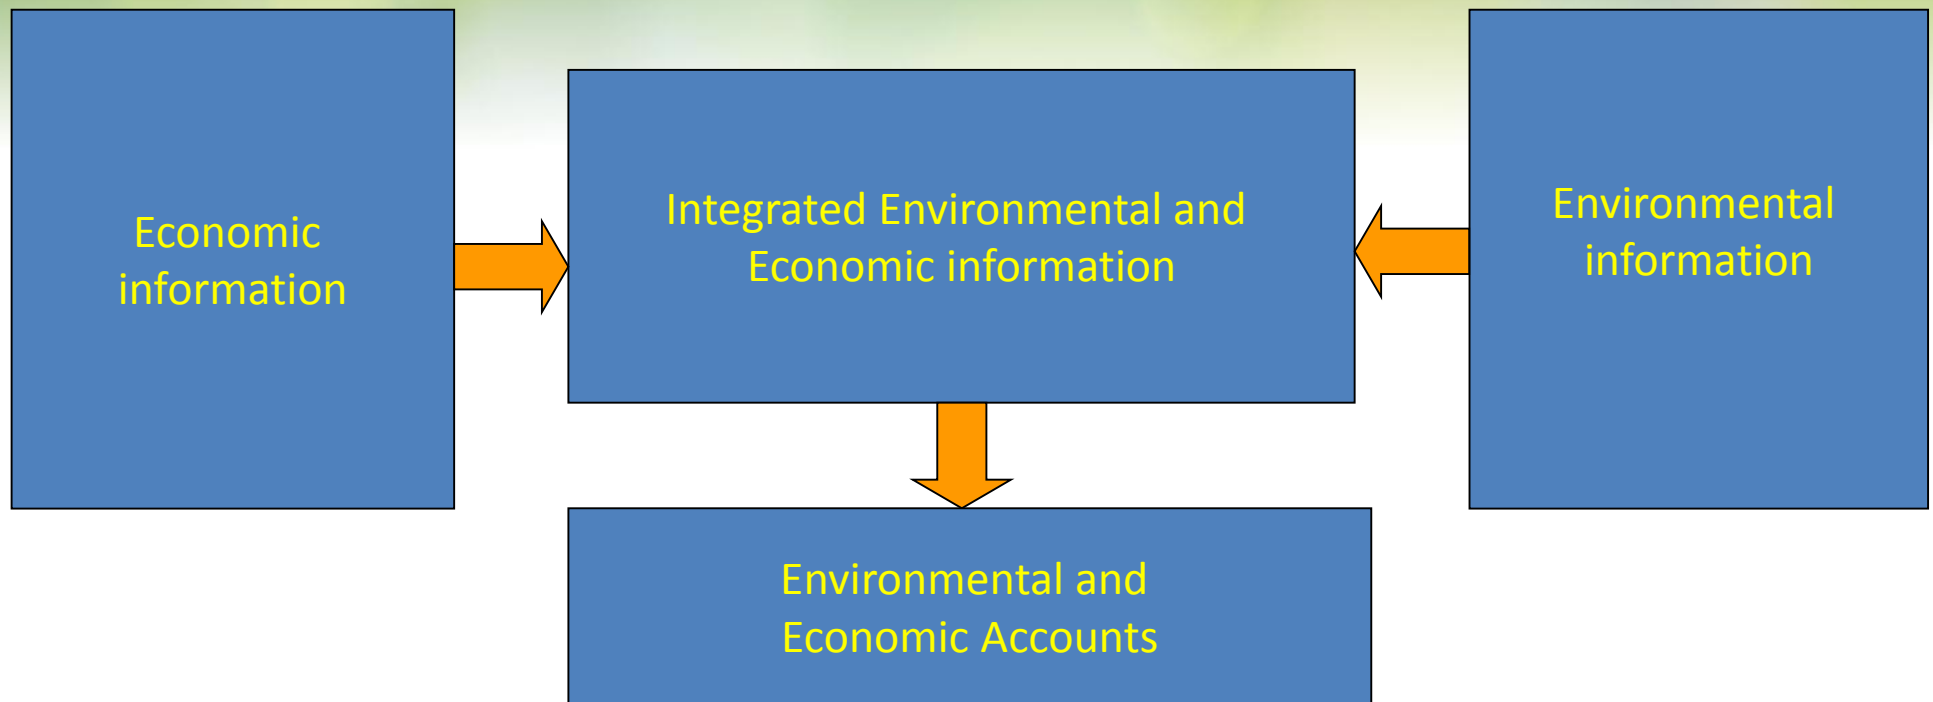 Economic
information
Integrated Environmental and
Economic information
Environmental
information
Environmental and
Economic Accounts